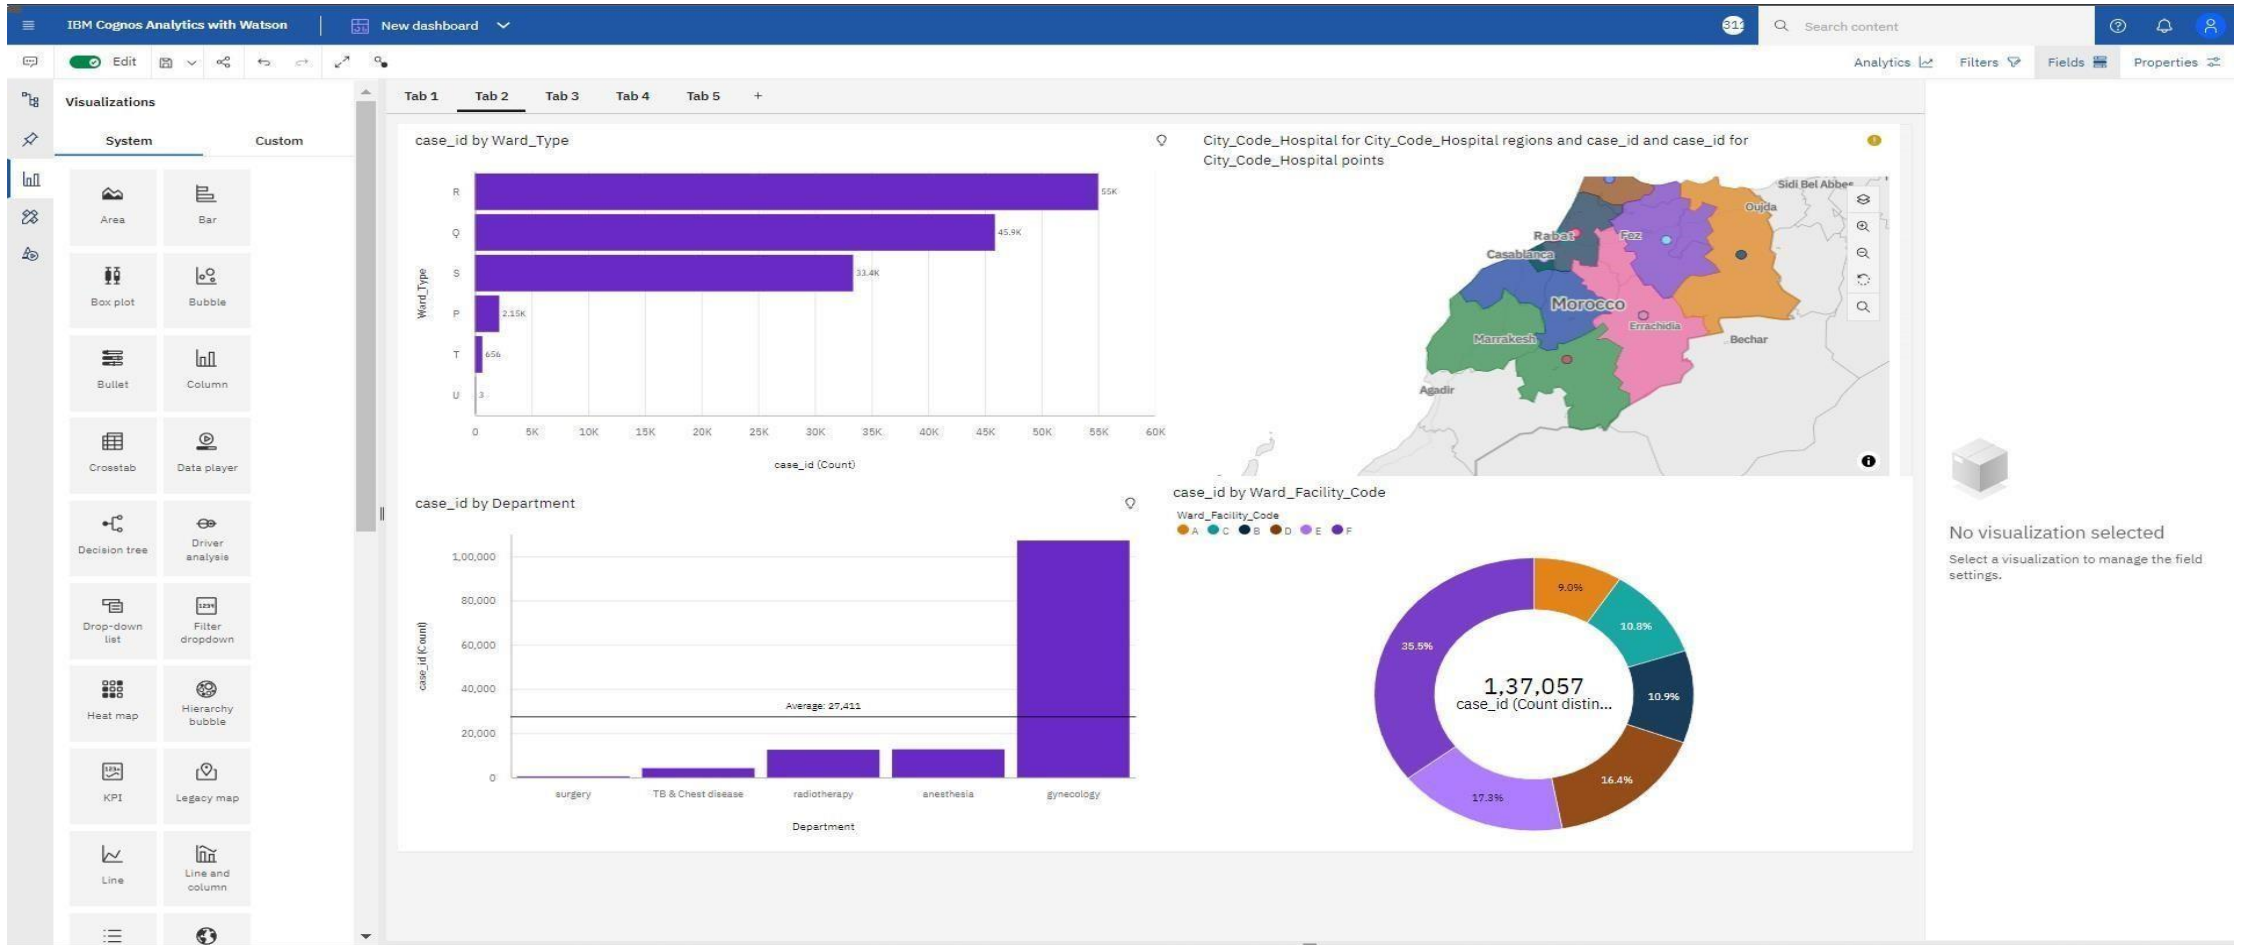 IBM Cognos Analytics with Watson
New dashboard
Search content
Edit
Analytics
Filters
Fields
Properties
Visualizations
System
Custom
Area
Bar
Box plot
Bubble
Bullet
Column
Crosstab
Data player
Decision tree
Driver
analysis
Drop-down
list
Filter
dropdown
Heat map
Hierarchy
bubble
KPI
Legacy map
Line
Line and
column
Tab 1
Tab 2
Tab 3
Tab 4
Tab 5
+
case_id by Ward_Type
Ward_Type
R
55K
Q
45.9K
S
33.4K
P
2.15K
T
656
U
3
0
5K
10K
15K
20K
25K
30K
35K
40K
45K
50K
55K
60K
case_id (Count)
City_Code_Hospital for City_Code_Hospital regions and case_id and case_id for
City_Code_Hospital points
Sidi Bel Abbes
Oujda
Rabat
Fez
Casablanca
Morocco
Errachidia
Marrakesh
Bechar
Agadir
case_id by Department
case_id (Count)
1,00,000
80,000
60,000
40,000
20,000
0
Average: 27,411
surgery
TB & Chest disease
radiotherapy
anesthesia
gynecology
Department
case_id by Ward_Facility_Code
Ward_Facility_Code
A
C
B
D
E
F
9.0%
10.8%
10.9%
16.4%
17.3%
35.5%
1,37,057
case_id (Count distin...
No visualization selected
Select a visualization to manage the field
settings.